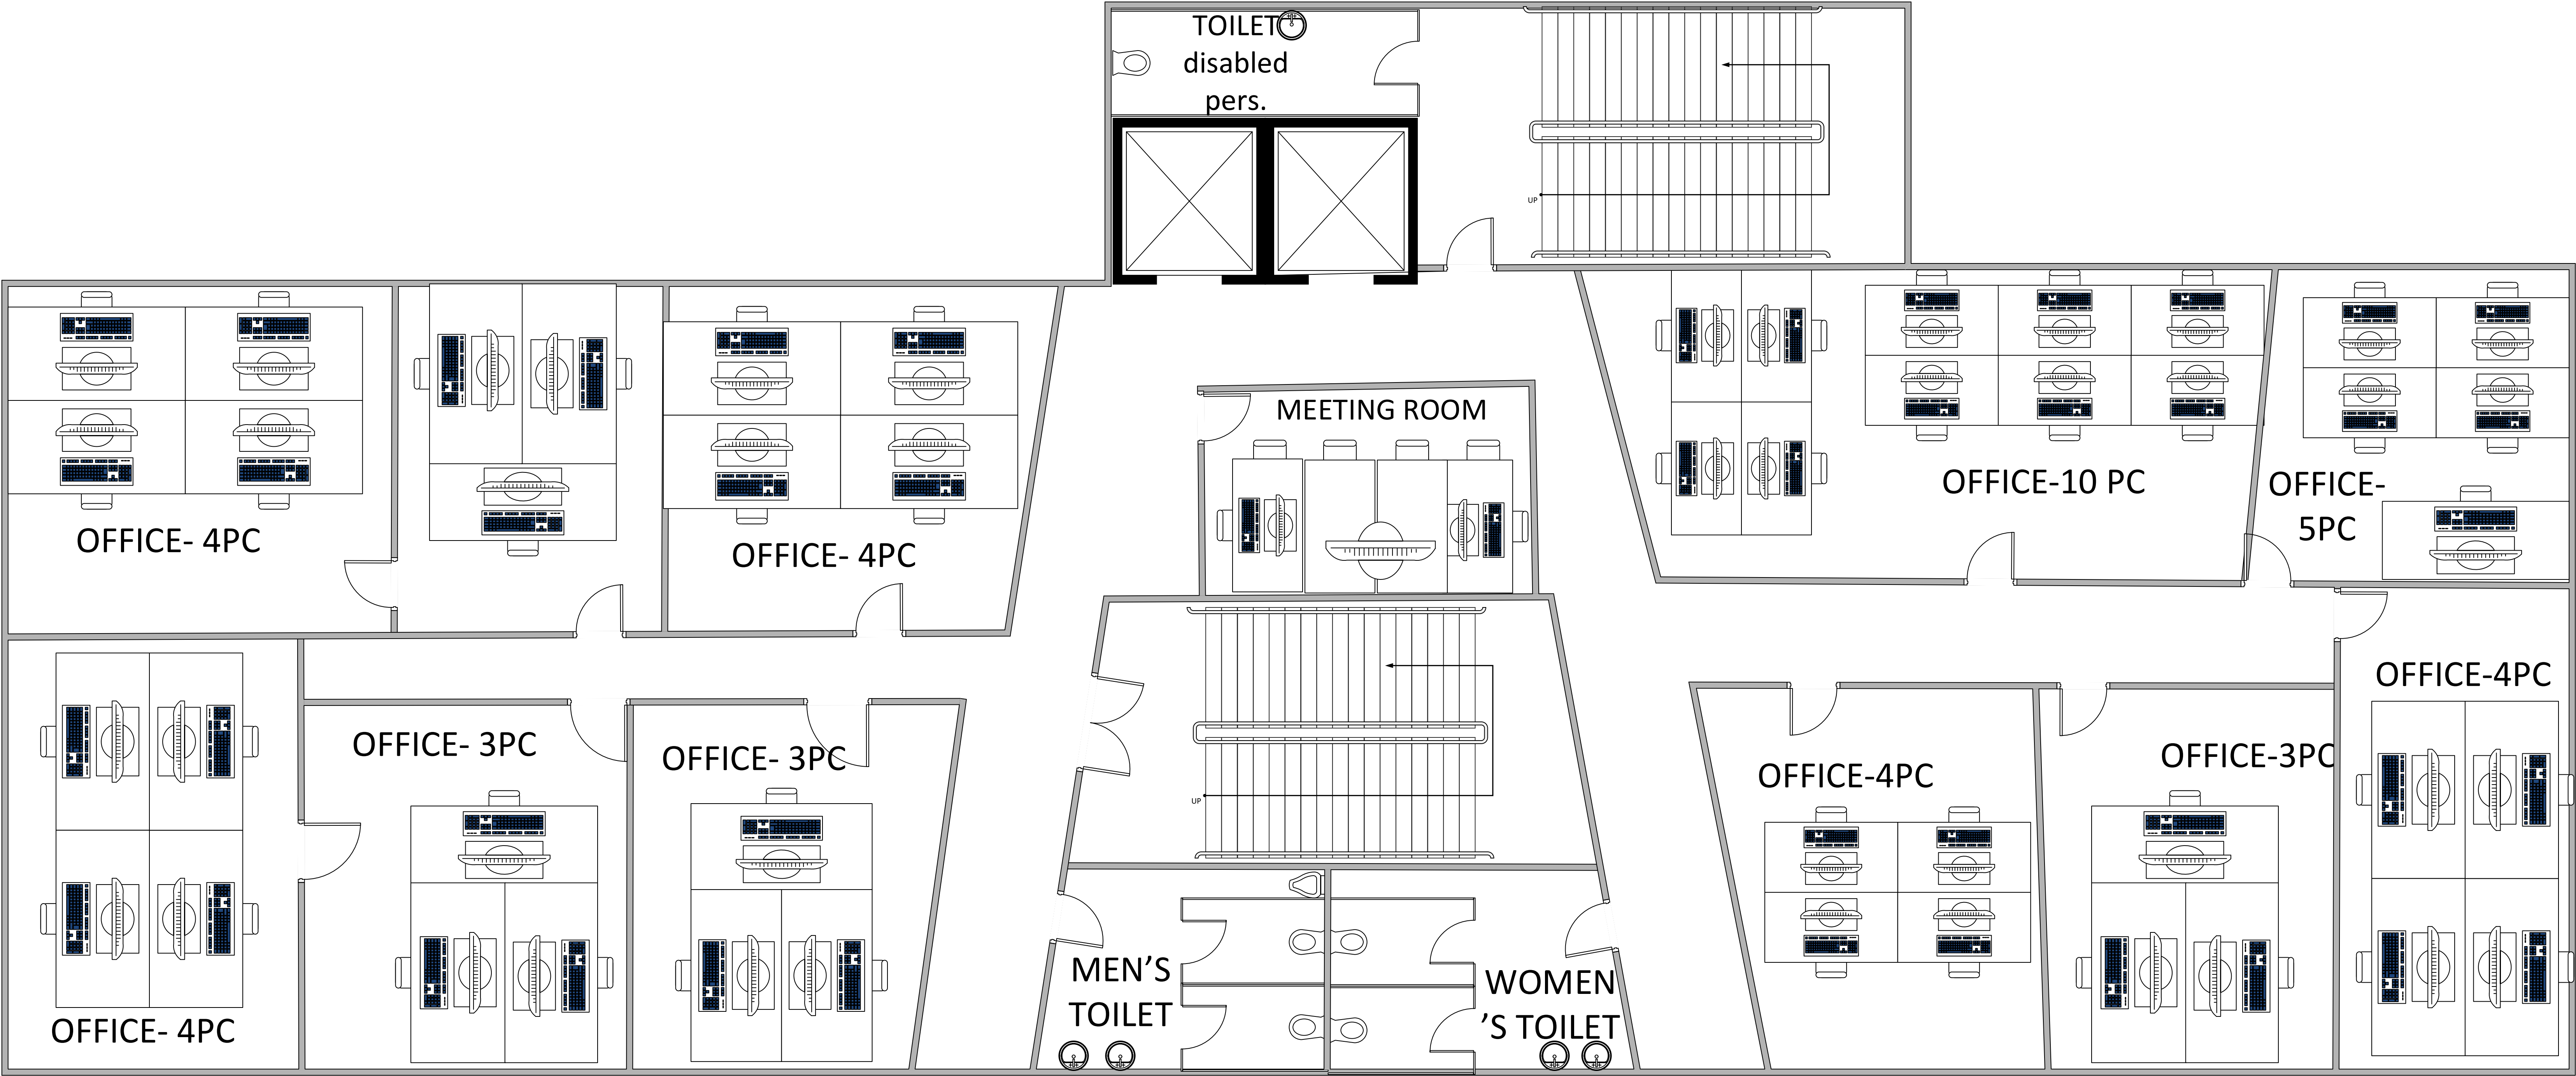 TOILET
disabled
pers.
UP
MEETING ROOM
OFFICE-10 PC
OFFICE-
5PC
OFFICE- 4PC
OFFICE- 4PC
OFFICE-4PC
OFFICE- 3PC
OFFICE- 3PC
OFFICE-4PC
OFFICE-3PC
UP
MEN’S
TOILET
WOMEN
’S TOILET
OFFICE- 4PC